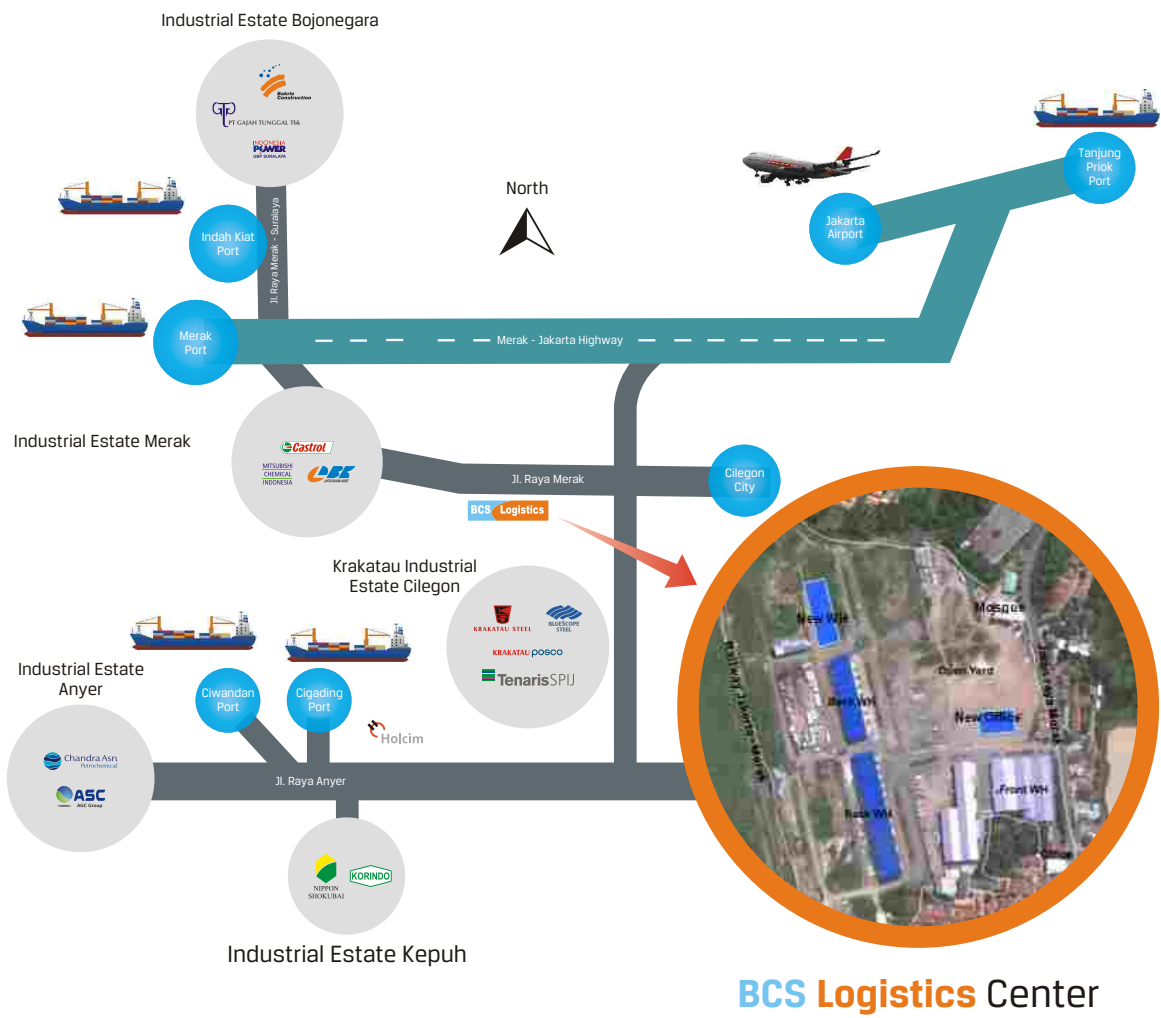 Industrial Estate Bojonegara
Bakrie
Construction
PT GAJAH TUNGGAL Tbk
INDONESIA
POWER
UBP SURALAYA
Indah Kiat
Port
Jl. Raya Merak - Suralaya
North
Jakarta
Airport
Tanjung
Priok
Port
Merak
Port
Merak - Jakarta Highway
Industrial Estate Merak
Castrol
MITSUBISHI
CHEMICAL
INDONESIA
Jl. Raya Merak
Cilegon
City
BCS Logistics
Krakatau Industrial
Estate Cilegon
KRAKATAU STEEL
BLUESCOPE
STEEL
KRAKATAU POSCO
TenarisSPIJ
Industrial Estate
Anyer
Ciwandan
Port
Cigading
Port
Holcim
Chandra Asri
Petrochemical
ASC
AGC Group
Jl. Raya Anyer
NIPPON
SHOKUBAI
KORINDO
Industrial Estate Kepuh
New WH
Mosque
Open Yard
Back WH
New Office
Front WH
Back WH
Office
BCS Logistics Center